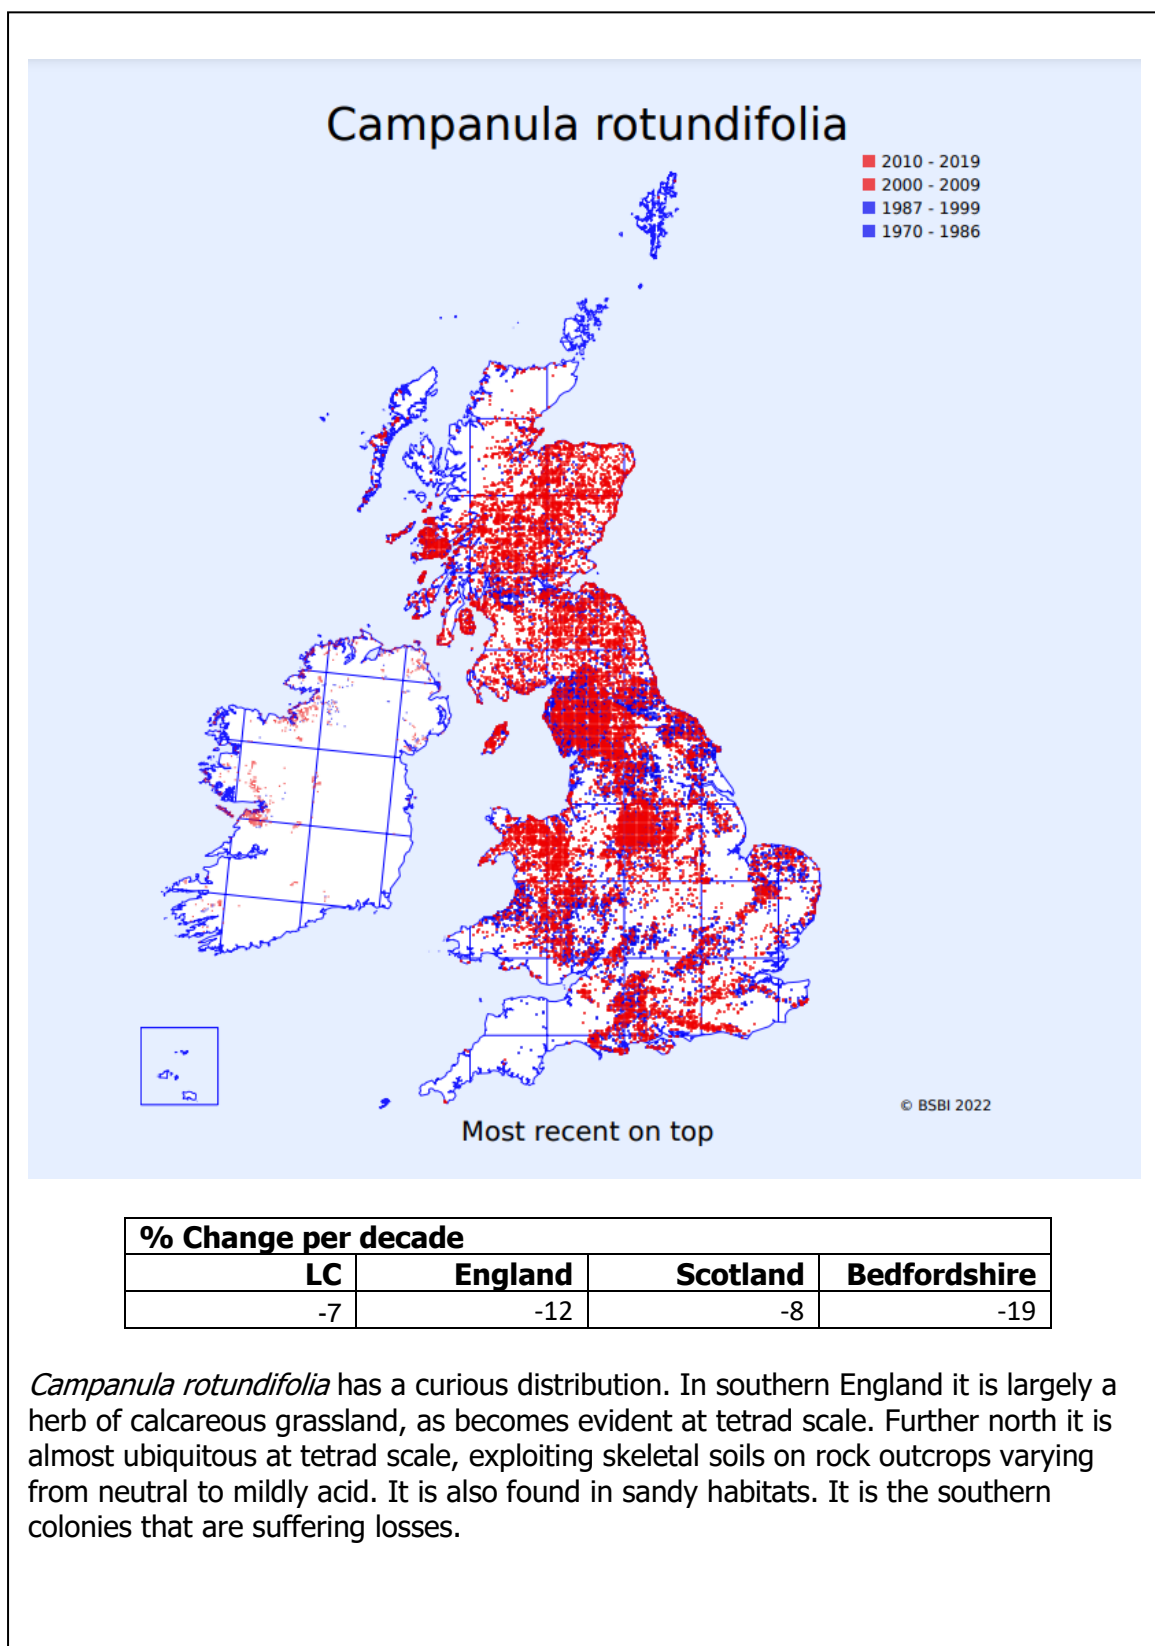 Campanula rotundifolia
2010 - 2019
2000 - 2009
1987 - 1999
1970 - 1986
© BSBI 2022
Most recent on top
% Change per decade
LC England Scotland Bedfordshire
-7 -12 -8 -19
Campanula rotundifolia has a curious distribution. In southern England it is largely a
herb of calcareous grassland, as becomes evident at tetrad scale. Further north it is
almost ubiquitous at tetrad scale, exploiting skeletal soils on rock outcrops varying
from neutral to mildly acid. It is also found in sandy habitats. It is the southern
colonies that are suffering losses.